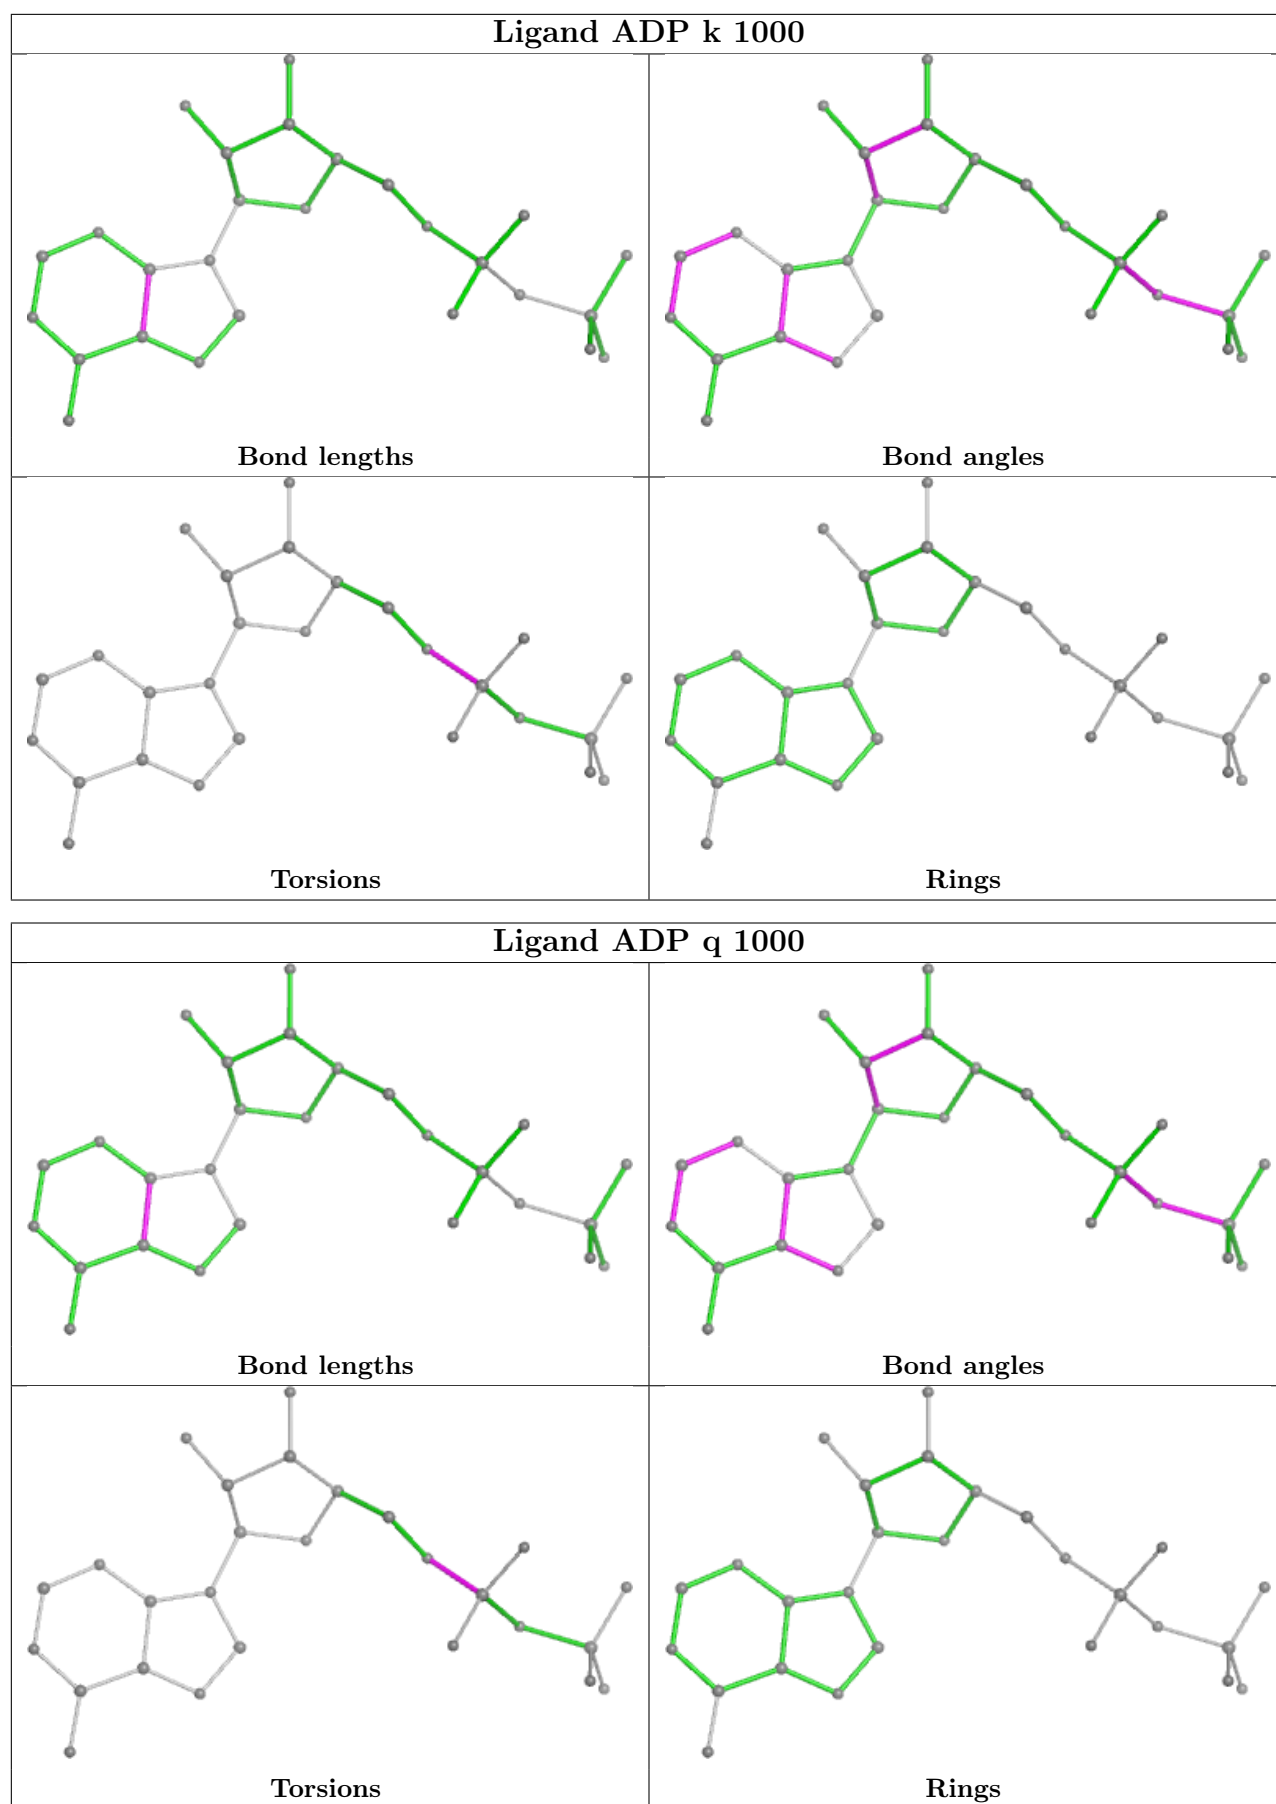 Ligand ADP k 1000
Bond lengths
Bond angles
Torsions
Rings
Ligand ADP q 1000
Bond lengths
Bond angles
Torsions
Rings